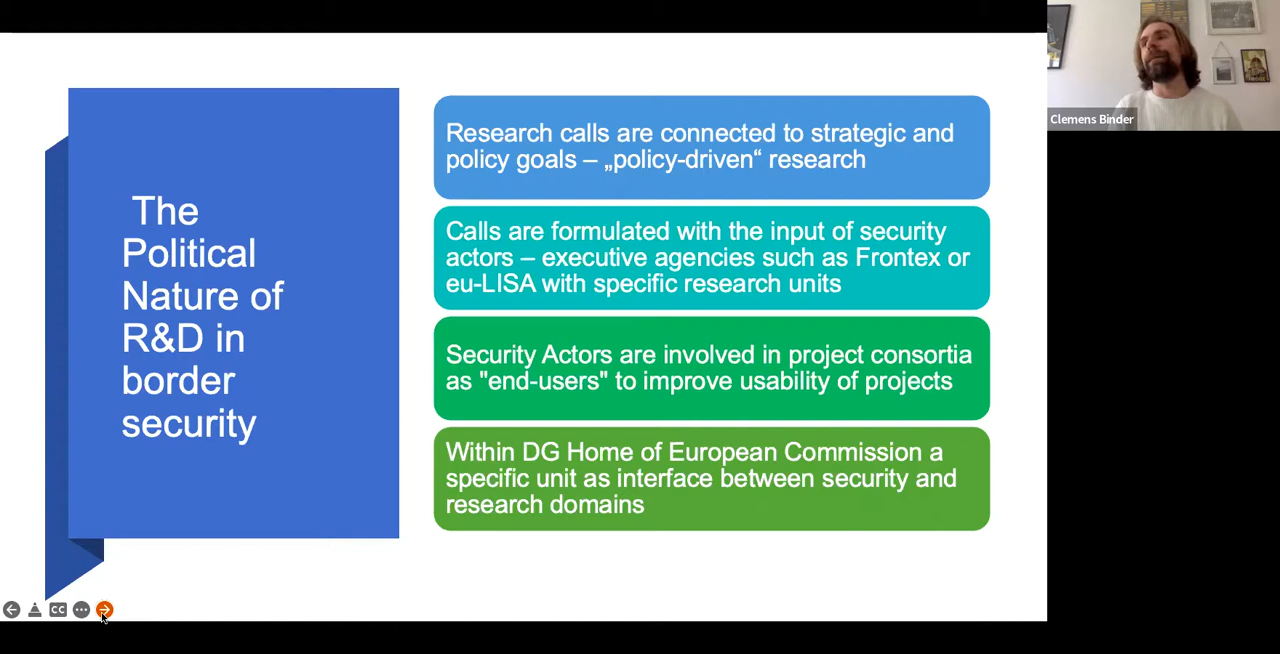 The
Political
Nature of
R&D in
border
security
Research calls are connected to strategic and
policy goals – „policy-driven“ research
Calls are formulated with the input of security
actors – executive agencies such as Frontex or
eu-LISA with specific research units
Security Actors are involved in project consortia
as "end-users" to improve usability of projects
Within DG Home of European Commission a
specific unit as interface between security and
research domains
Clemens Binder
CC